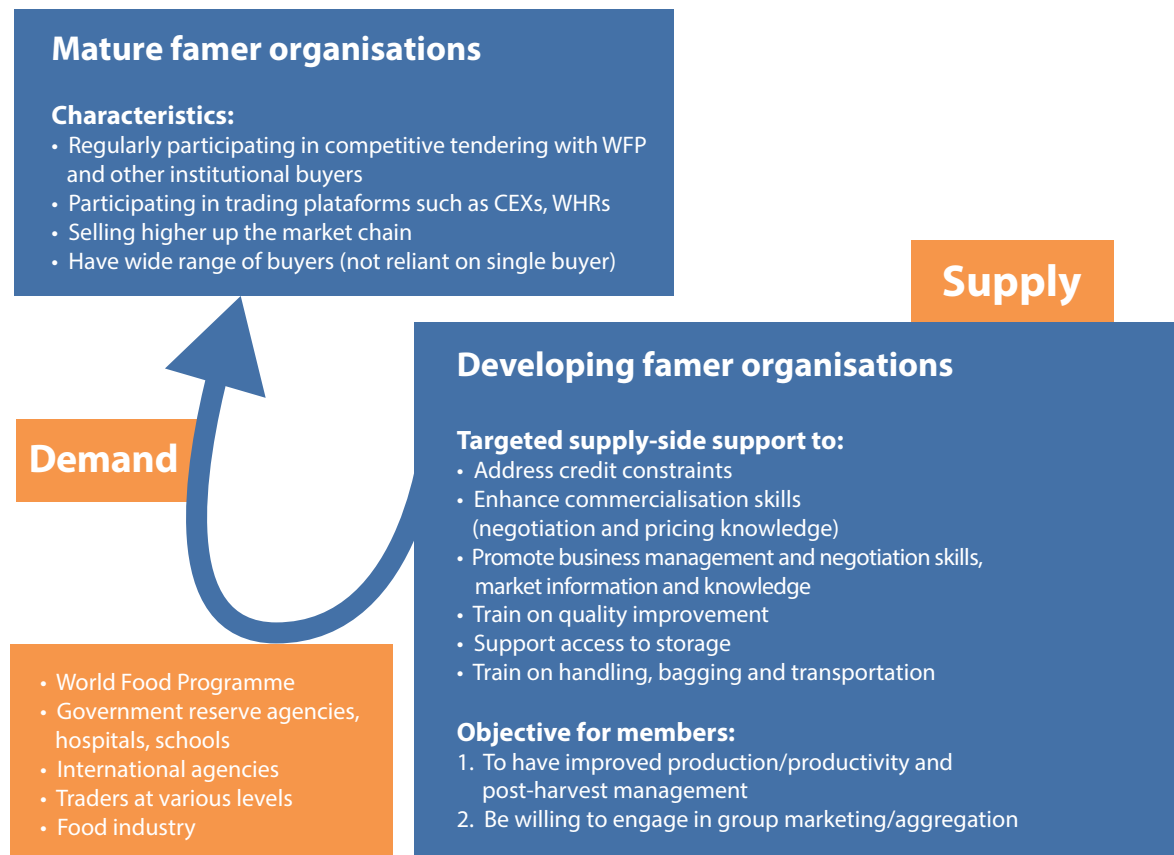 Mature famer organisations
Characteristics:
• Regularly participating in competitive tendering with WFP
and other institutional buyers
• Participating in trading plataforms such as CEXs, WHRs
• Selling higher up the market chain
• Have wide range of buyers (not reliant on single buyer)
Supply
Developing famer organisations
Targeted supply-side support to:
• Address credit constraints
• Enhance commercialisation skills
(negotiation and pricing knowledge)
• Promote business management and negotiation skills,
market information and knowledge
• Train on quality improvement
• Support access to storage
• Train on handling, bagging and transportation
Objective for members:
1. To have improved production/productivity and
post-harvest management
2. Be willing to engage in group marketing/aggregation
Demand
• World Food Programme
• Government reserve agencies,
hospitals, schools
• International agencies
• Traders at various levels
• Food industry